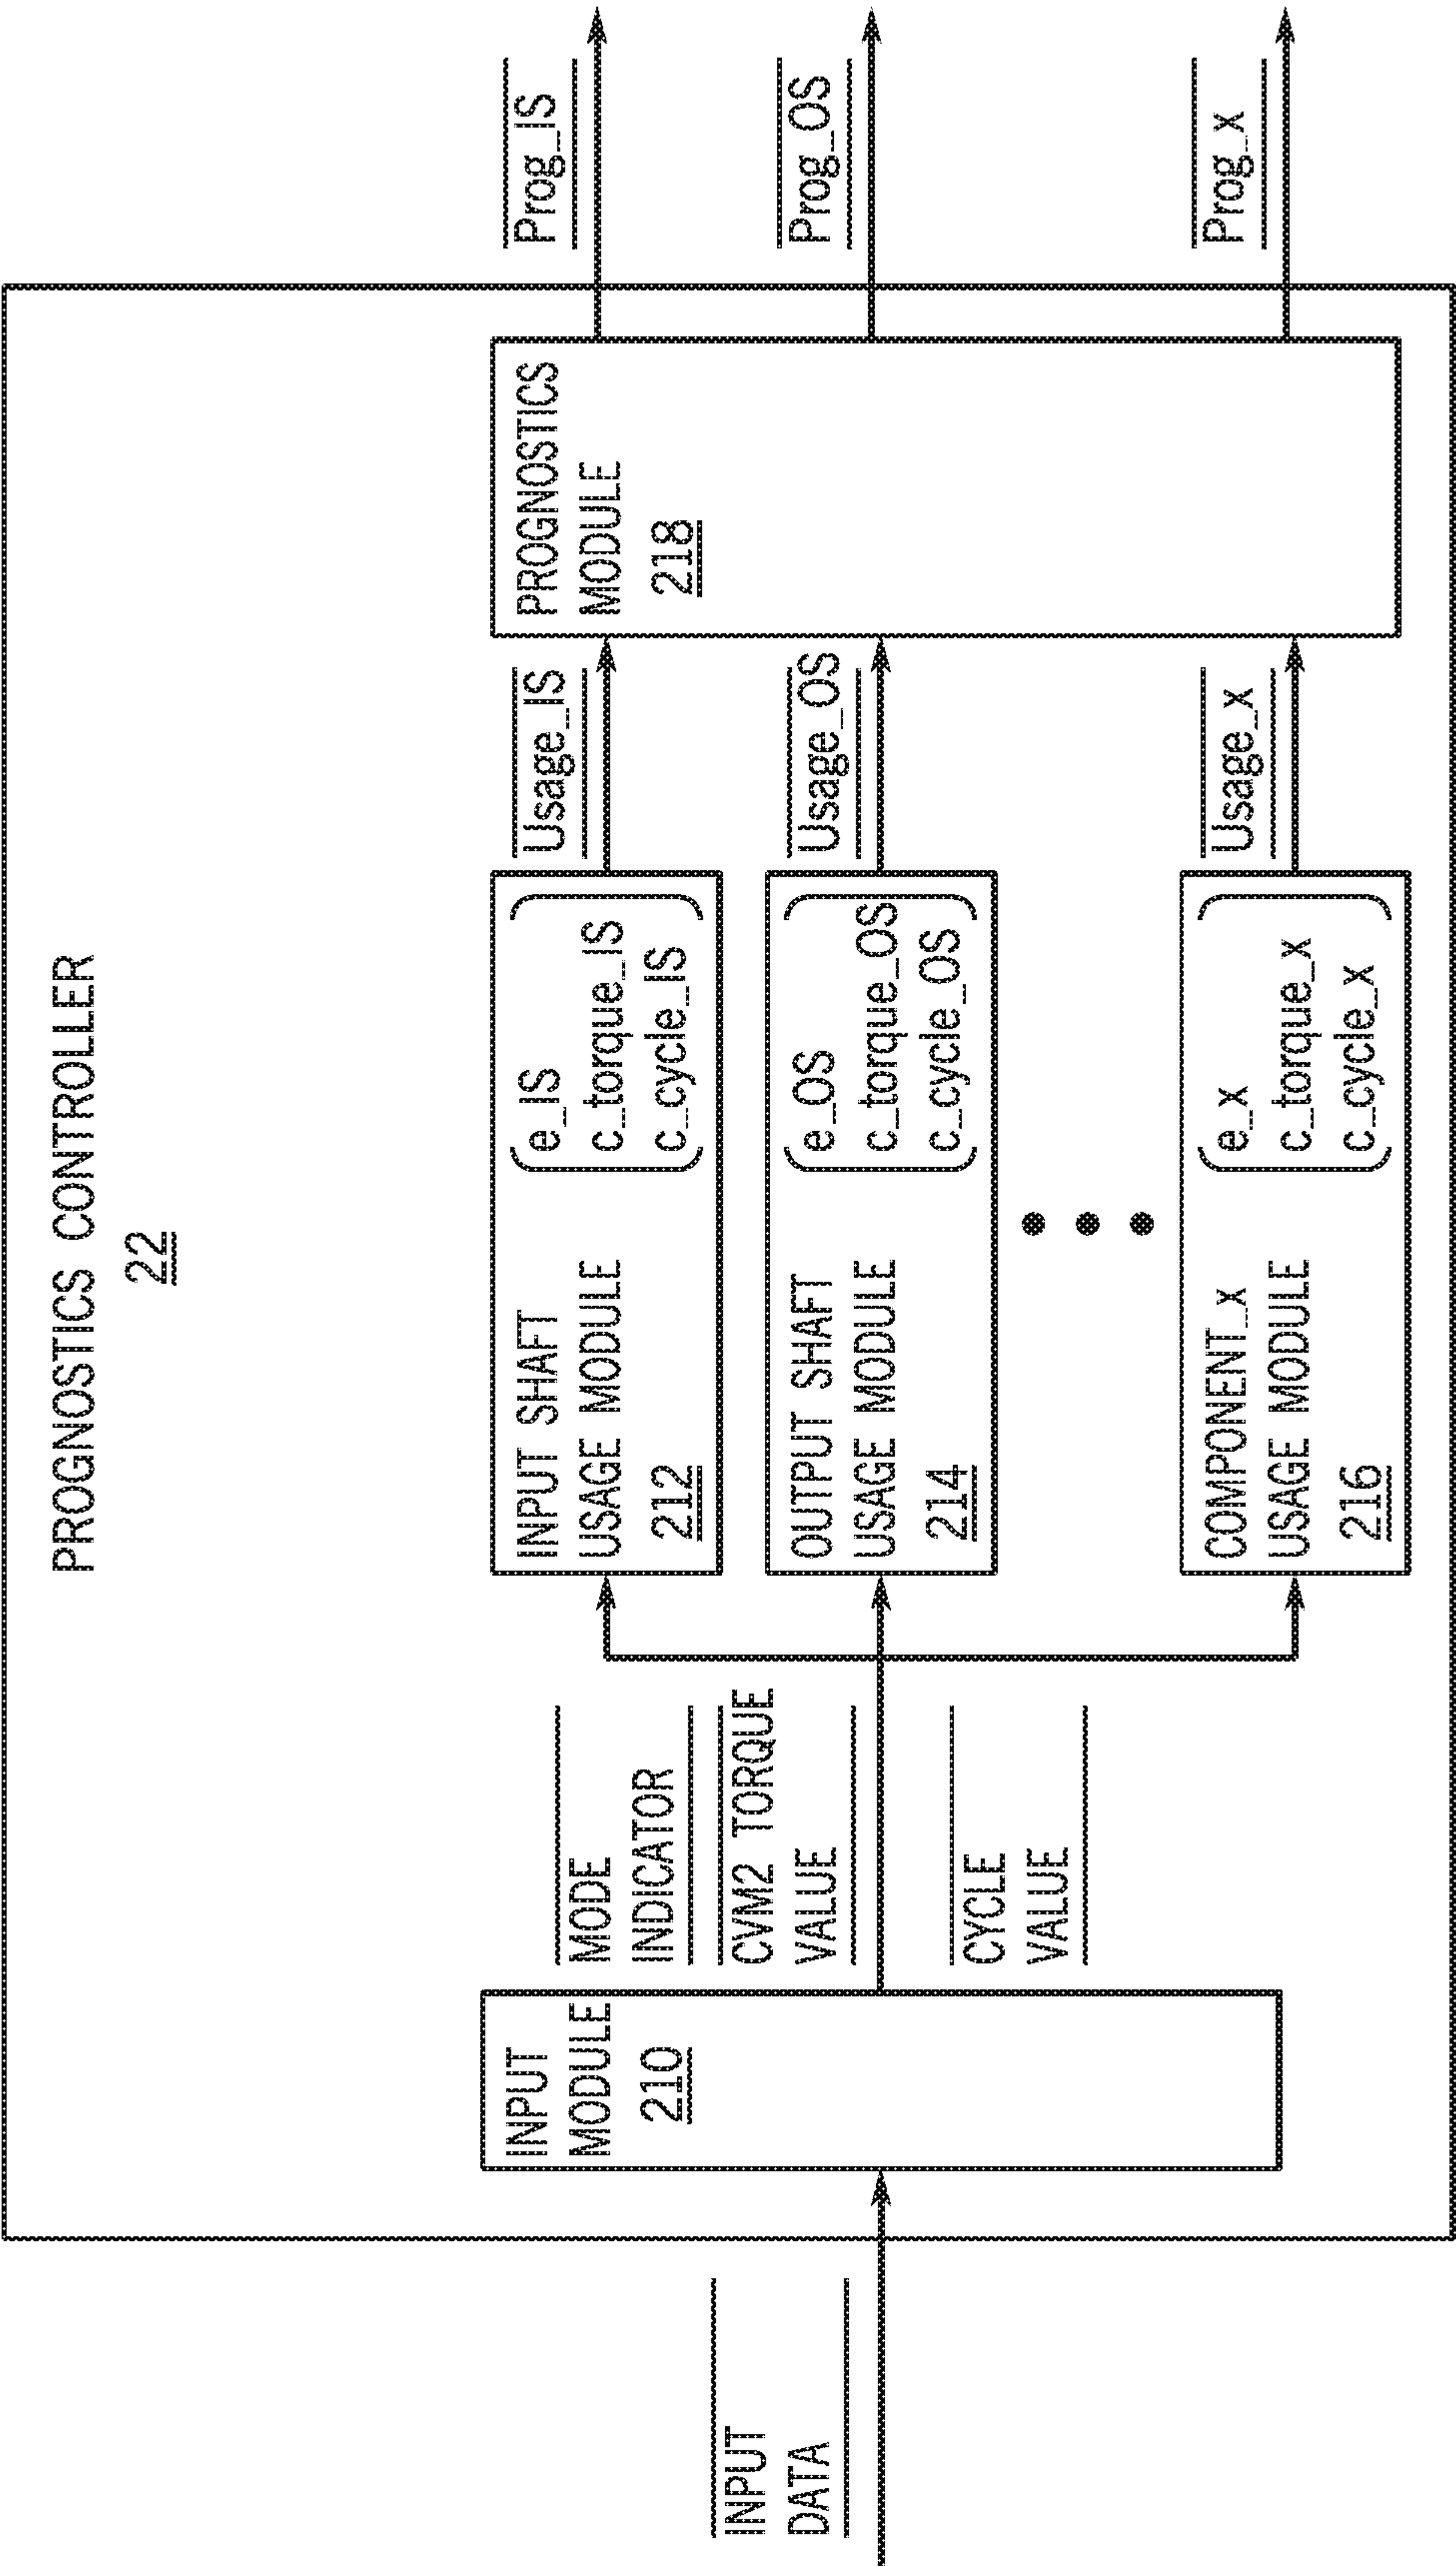 PROGNOSTICS CONTROLLER
22
INPUT
DATA
INPUT
MODULE
210
MODE
INDICATOR
CVM2 TORQUE
VALUE
CYCLE
VALUE
INPUT SHAFT
USAGE MODULE
212
e_IS
c_torque_IS
c_cycle_IS
OUTPUT SHAFT
USAGE MODULE
214
e_OS
c_torque_OS
c_cycle_OS
COMPONENT_x
USAGE MODULE
216
e_x
c_torque_x
c_cycle_x
Usage_IS
Usage_OS
Usage_x
PROGNOSTICS
MODULE
218
Prog_IS
Prog_OS
Prog_x